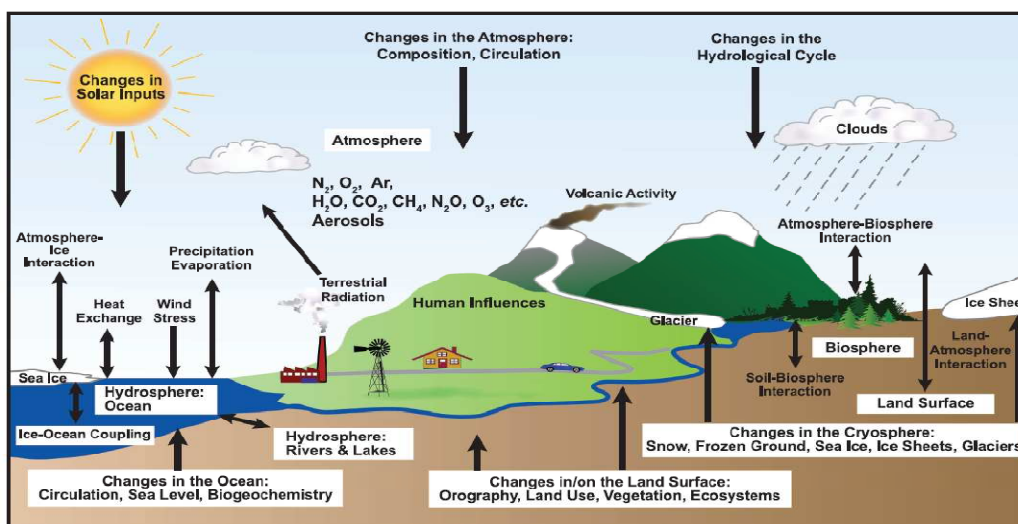 Changes in the Atmosphere:
Composition, Circulation
Changes in the
Hydrological Cycle
Changes in
Solar Inputs
Clouds
Atmosphere
N₂, O₂, Ar,
H₂O, CO₂, CH₄, N₂O, O₃, etc.
Aerosols
Volcanic Activity
Atmosphere-
Ice
Interaction
Precipitation
Evaporation
Atmosphere-Biosphere
Interaction
Terrestrial
Radiation
Heat
Exchange
Wind
Stress
Human Influences
Glacier
Ice Shee
Land-
Atmosphere
Interaction
Biosphere
Sea Ice
Hydrosphere:
Ocean
Soil-Biosphere
Interaction
Land Surface
Ice-Ocean Coupling
Hydrosphere:
Rivers & Lakes
Changes in the Cryosphere:
Snow, Frozen Ground, Sea Ice, Ice Sheets, Glaciers
Changes in the Ocean:
Circulation, Sea Level, Biogeochemistry
Changes in/on the Land Surface:
Orography, Land Use, Vegetation, Ecosystems